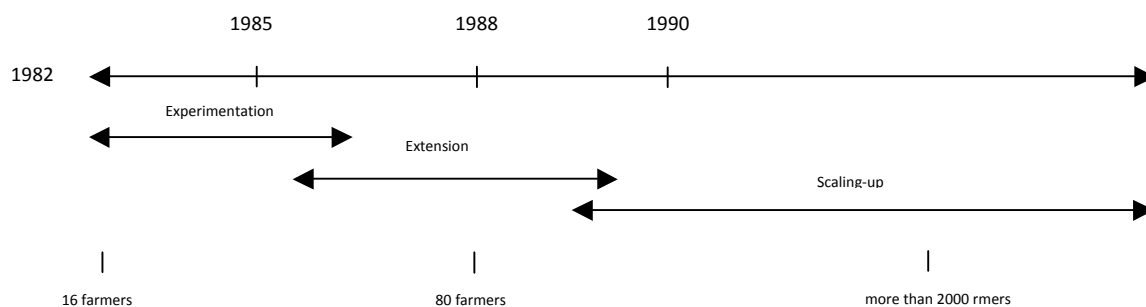 1985 1988 1990
1982
Experimentation
Extension
Scaling-up
16 farmers 80 farmers more than 2000 rmers